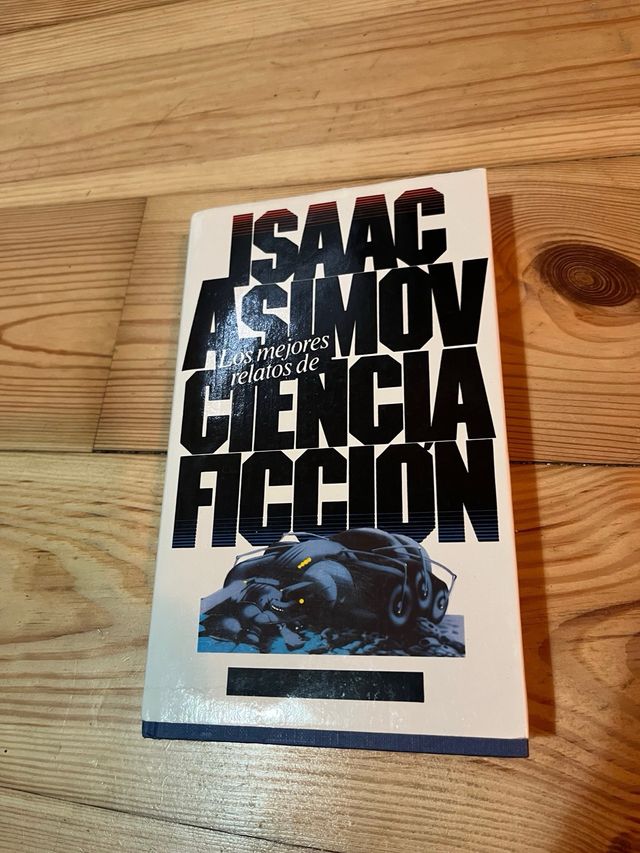 ISAAC
ASIMOV
Los mejores
relatos de
CIENCIA
FICCIÓN